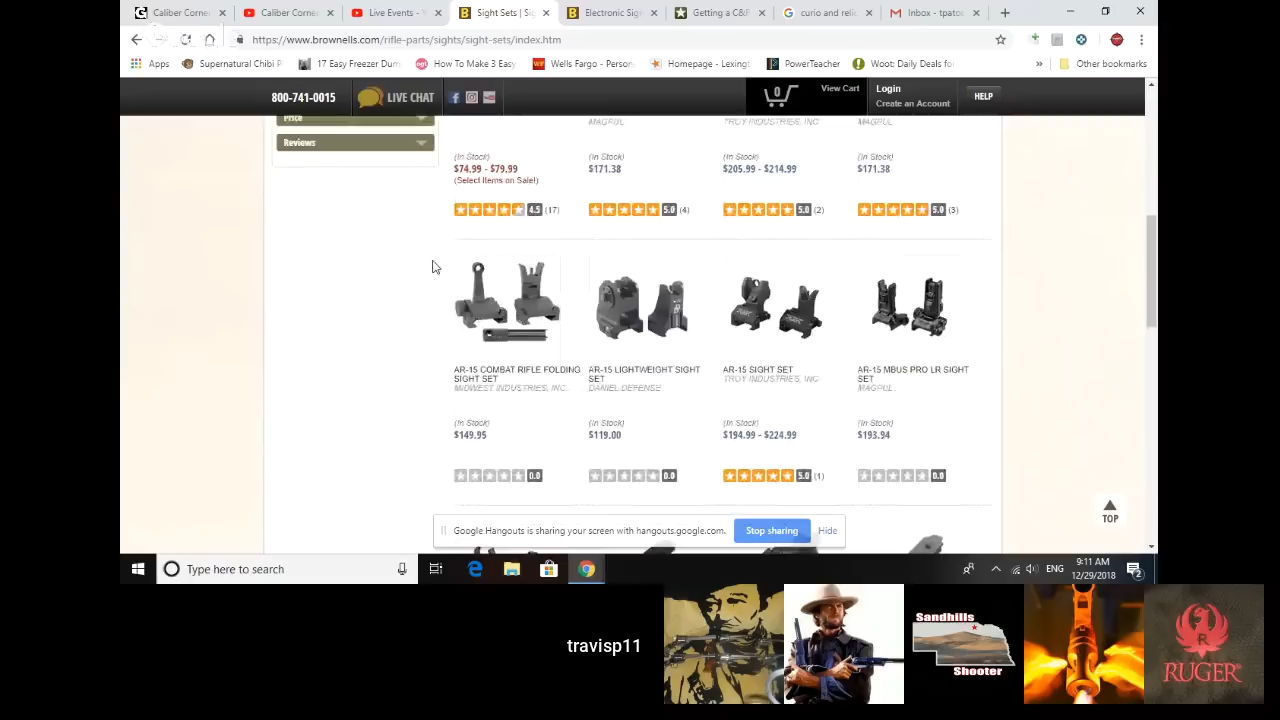 Caliber Corner
Caliber Corner
Live Events - Y
Sight Sets | Sig
Electronic Sigh
Getting a C&F
curio and relic
Inbox - tpatoc
https://www.brownells.com/rifle-parts/sights/sight-sets/index.htm
Apps
Supernatural Chibi P
17 Easy Freezer Dum
How To Make 3 Easy
Wells Fargo - Person
Homepage - Lexingt
PowerTeacher
Woot: Daily Deals for
Other bookmarks
800-741-0015
LIVE CHAT
0
View Cart
Login
Create an Account
HELP
Price
Reviews
MAGPUL
TROY INDUSTRIES, INC
MAGPUL
(In Stock)
$74.99 - $79.99
(Select Items on Sale!)
4.5 (17)
(In Stock)
$171.38
5.0 (4)
(In Stock)
$205.99 - $214.99
5.0 (2)
(In Stock)
$171.38
5.0 (3)
AR-15 COMBAT RIFLE FOLDING
SIGHT SET
MIDWEST INDUSTRIES, INC.
(In Stock)
$149.95
0.0
AR-15 LIGHTWEIGHT SIGHT
SET
DANIEL DEFENSE
(In Stock)
$119.00
0.0
AR-15 SIGHT SET
TROY INDUSTRIES, INC
(In Stock)
$194.99 - $224.99
5.0 (1)
AR-15 MBUS PRO LR SIGHT
SET
MAGPUL
(In Stock)
$193.94
0.0
TOP
Google Hangouts is sharing your screen with hangouts.google.com.
Stop sharing
Hide
Type here to search
ENG
9:11 AM
12/29/2018
2
travisp11
Sandhills
Shooter
RUGER